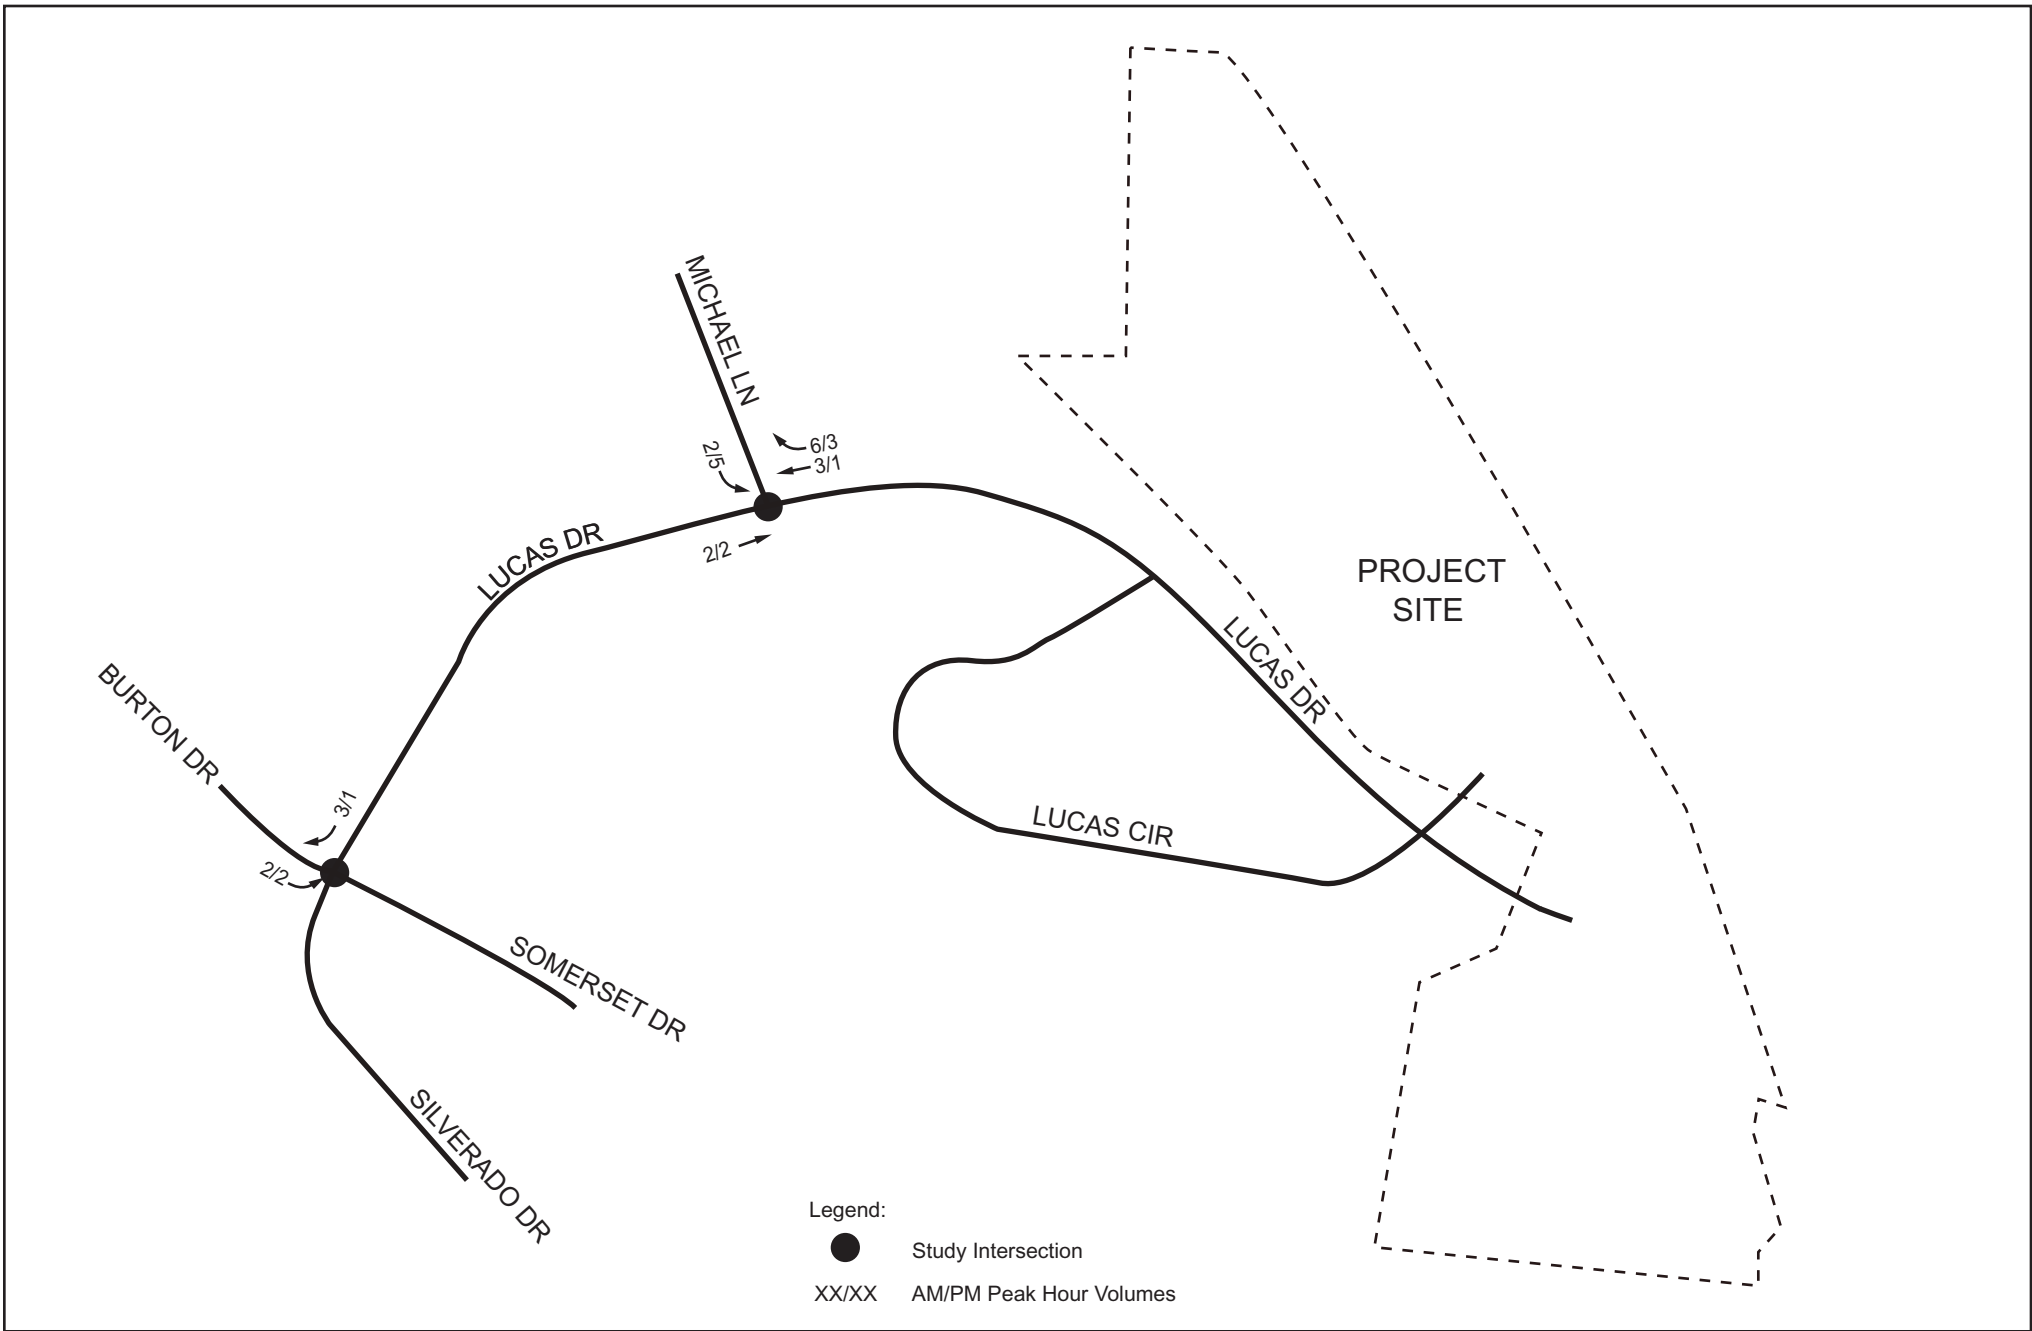 MICHAEL LN
6/3
2/5
3/1
LUCAS DR
2/2
PROJECT
SITE
LUCAS DR
BURTON DR
3/1
LUCAS CIR
2/2
SOMERSET DR
SILVERADO DR
Legend:
Study Intersection
XX/XX AM/PM Peak Hour Volumes